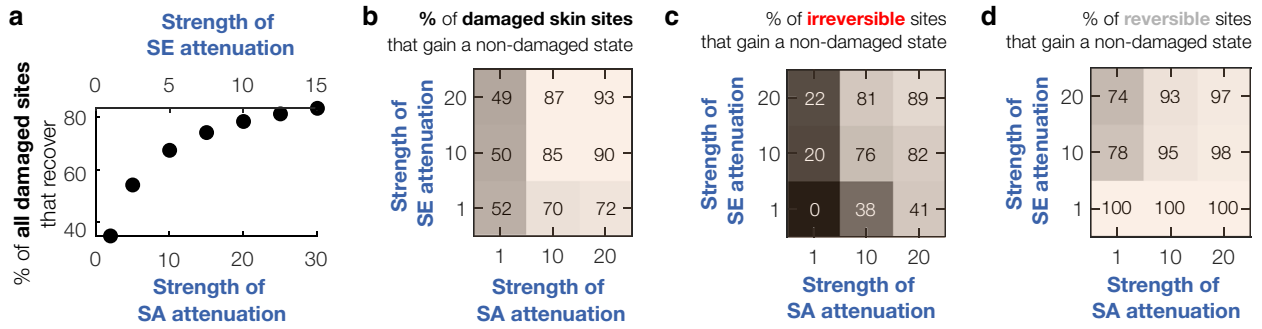 a
Strength of
SE attenuation
0 5 10 15
% of all damaged sites
that recover
80
60
40
0 10 20 30
Strength of
SA attenuation
b
% of damaged skin sites
that gain a non-damaged state
Strength of
SE attenuation
20 49 87 93
10 50 85 90
1 52 70 72
1 10 20
Strength of
SA attenuation
c
% of irreversible sites
that gain a non-damaged state
Strength of
SE attenuation
20 22 81 89
10 20 76 82
1 0 38 41
1 10 20
Strength of
SA attenuation
d
% of reversible sites
that gain a non-damaged state
Strength of
SE attenuation
20 74 93 97
10 78 95 98
1 100 100 100
1 10 20
Strength of
SA attenuation